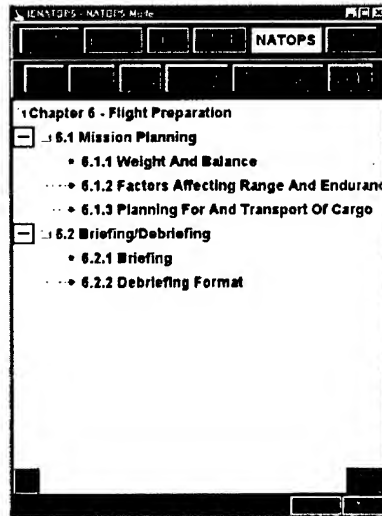 IENATOPS - NATOPS Mode
NATOPS
Chapter 6 - Flight Preparation
6.1 Mission Planning
6.1.1 Weight And Balance
6.1.2 Factors Affecting Range And Enduranc
6.1.3 Planning For And Transport Of Cargo
6.2 Briefing/Debriefing
6.2.1 Briefing
6.2.2 Debriefing Format